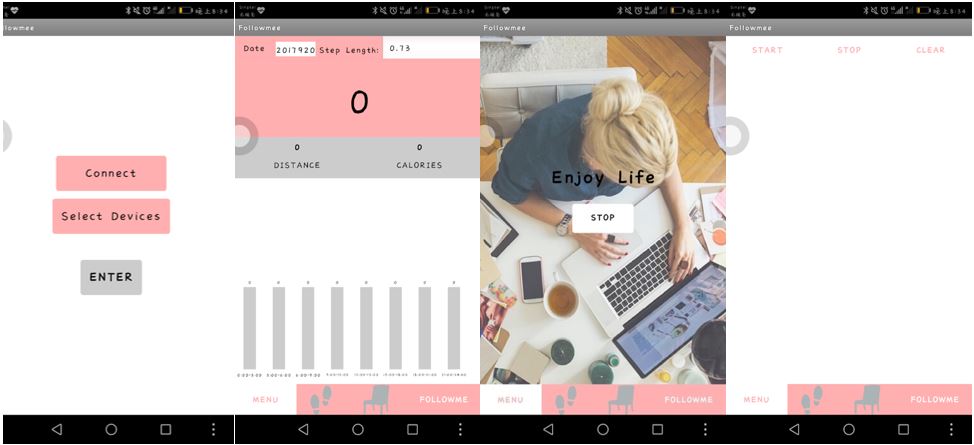 晚上8:34
llowmee
Connect
Select Devices
ENTER
晚上8:34
Followmee
Date 2017920 Step Length: 0.73
0
0 0
DISTANCE CALORIES
0 0 0 0 0 0 0 0
MENU FOLLOWME
晚上8:34
Followmee
Enjoy Life
STOP
MENU FOLLOWME
晚上8:34
Followmee
START STOP CLEAR
MENU FOLLOWME